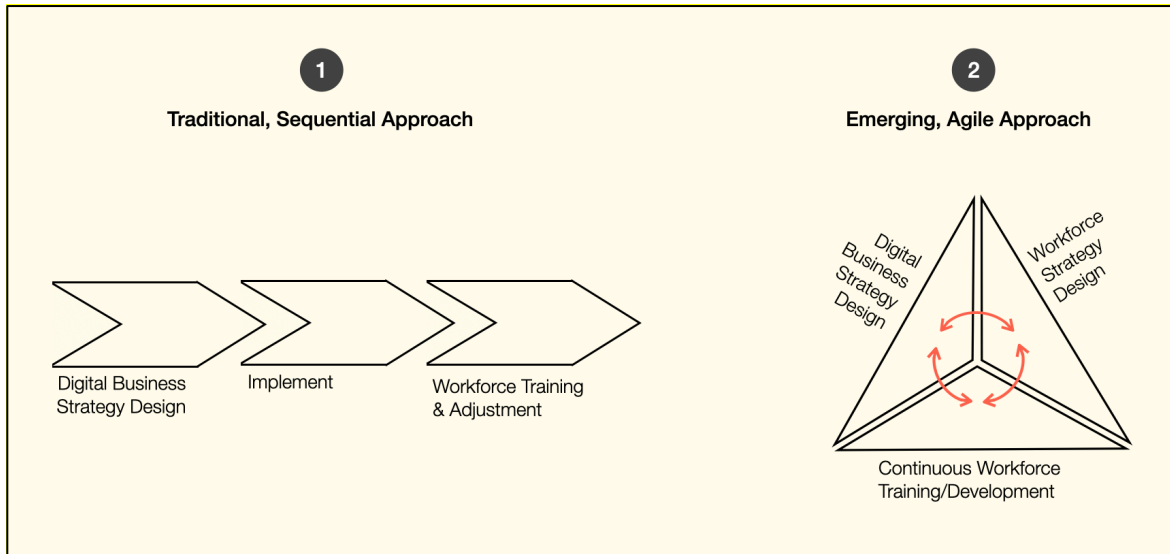 1
Traditional, Sequential Approach
Digital Business
Strategy Design
Implement
Workforce Training
& Adjustment
2
Emerging, Agile Approach
Digital
Business
Strategy
Design
Workforce
Strategy
Design
Continuous Workforce
Training/Development